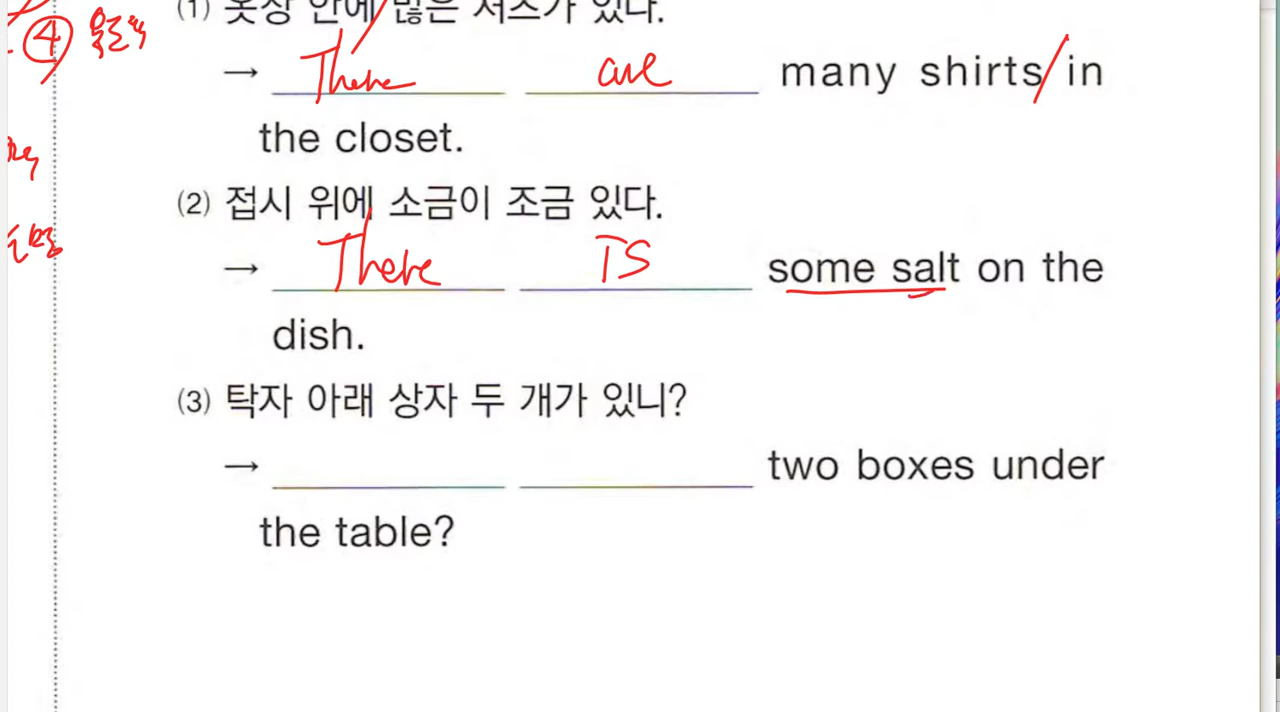 ④
(1) 옷장 안에 많은 셔츠가 있다.
→ There are many shirts in
the closet.
(2) 접시 위에 소금이 조금 있다.
→ There is some salt on the
dish.
(3) 탁자 아래 상자 두 개가 있니?
→ two boxes under
the table?